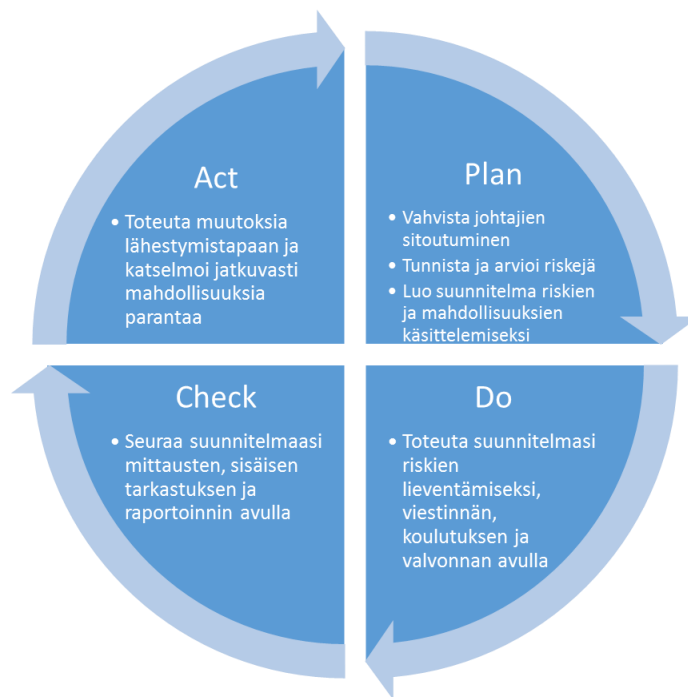 Act
• Toteuta muutoksia
lähestymistapaan ja
katselmoi jatkuvasti
mahdollisuuksia
parantaa
Plan
• Vahvista johtajien
sitoutuminen
• Tunnista ja arvioi riskejä
• Luo suunnitelma riskien
ja mahdollisuuksien
käsittelemiseksi
Check
• Seuraa suunnitelmaasi
mittausten, sisäisen
tarkastuksen ja
raportoinnin avulla
Do
• Toteuta suunnitelmasi
riskien
lieventämiseksi,
viestinnän,
koulutuksen ja
valvonnan avulla